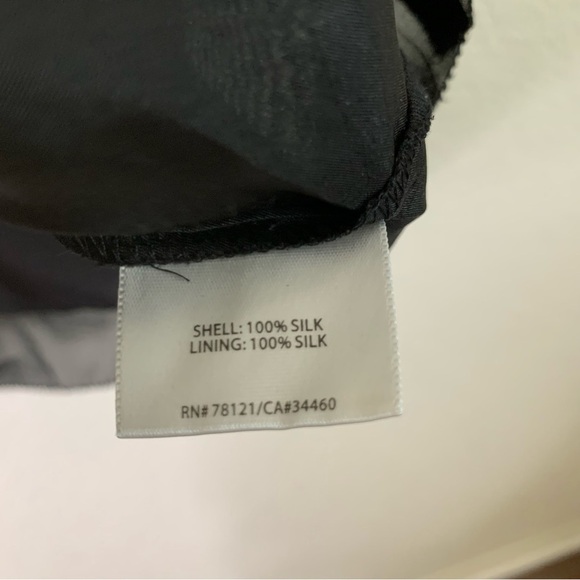 SHELL: 100% SILK
LINING: 100% SILK
RN# 78121/CA#34460